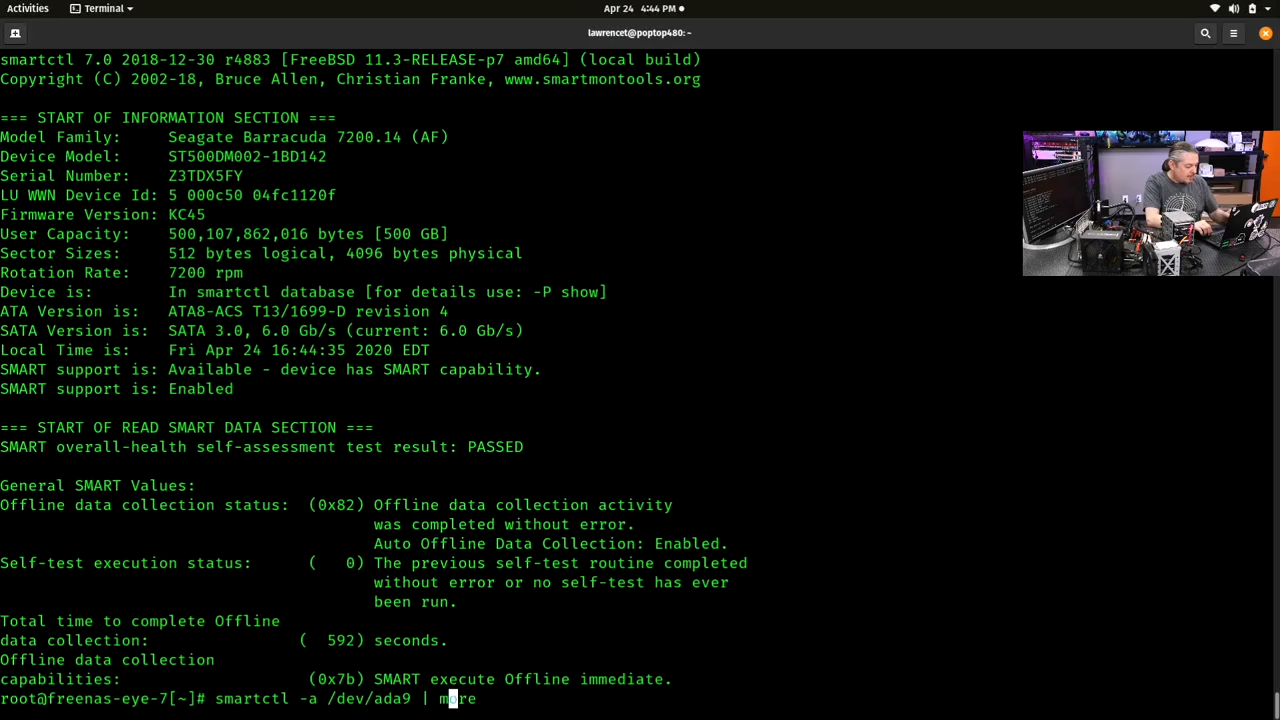 Activities Terminal Apr 24 4:44 PM
lawrencet@poptop480: ~
smartctl 7.0 2018-12-30 r4883 [FreeBSD 11.3-RELEASE-p7 amd64] (local build)
Copyright (C) 2002-18, Bruce Allen, Christian Franke, www.smartmontools.org
=== START OF INFORMATION SECTION ===
Model Family: Seagate Barracuda 7200.14 (AF)
Device Model: ST500DM002-1BD142
Serial Number: Z3TDX5FY
LU WWN Device Id: 5 000c50 04fc1120f
Firmware Version: KC45
User Capacity: 500,107,862,016 bytes [500 GB]
Sector Sizes: 512 bytes logical, 4096 bytes physical
Rotation Rate: 7200 rpm
Device is: In smartctl database [for details use: -P show]
ATA Version is: ATA8-ACS T13/1699-D revision 4
SATA Version is: SATA 3.0, 6.0 Gb/s (current: 6.0 Gb/s)
Local Time is: Fri Apr 24 16:44:35 2020 EDT
SMART support is: Available - device has SMART capability.
SMART support is: Enabled
=== START OF READ SMART DATA SECTION ===
SMART overall-health self-assessment test result: PASSED
General SMART Values:
Offline data collection status: (0x82) Offline data collection activity
was completed without error.
Auto Offline Data Collection: Enabled.
Self-test execution status: ( 0) The previous self-test routine completed
without error or no self-test has ever
been run.
Total time to complete Offline
data collection: ( 592) seconds.
Offline data collection
capabilities: (0x7b) SMART execute Offline immediate.
root@freenas-eye-7[~]# smartctl -a /dev/ada9 | more